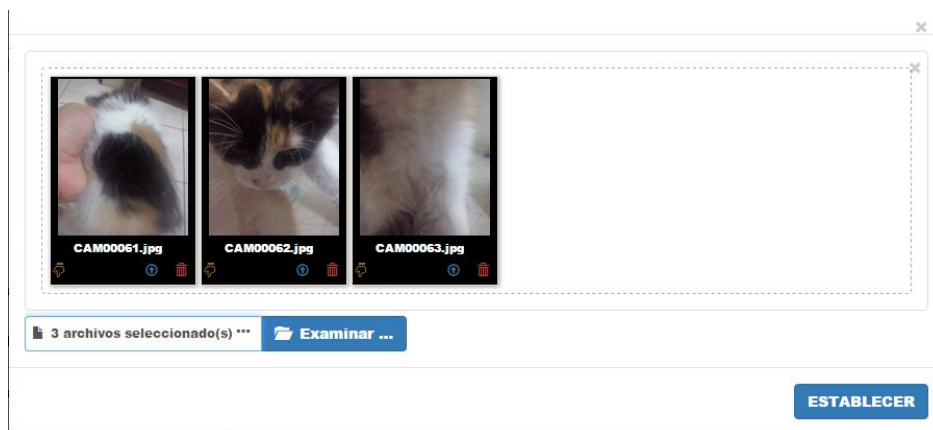 CAM00061.jpg
CAM00062.jpg
CAM00063.jpg
3 archivos seleccionado(s) ...
Examinar ...
ESTABLECER